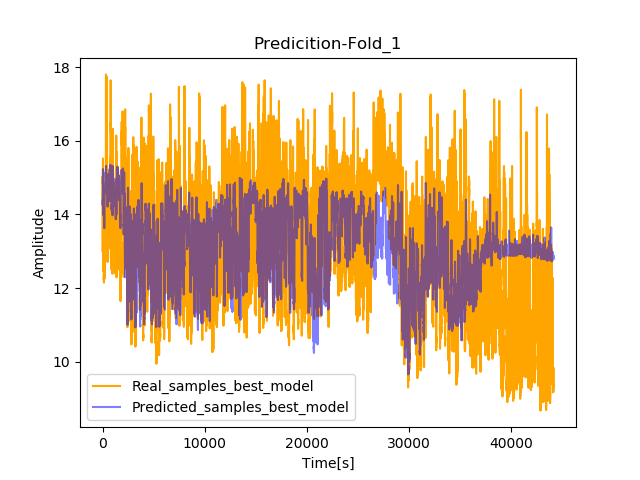 Predicition-Fold_1
18
16
14
12
10
Amplitude
Real_samples_best_model
Predicted_samples_best_model
0
10000
20000
30000
40000
Time[s]